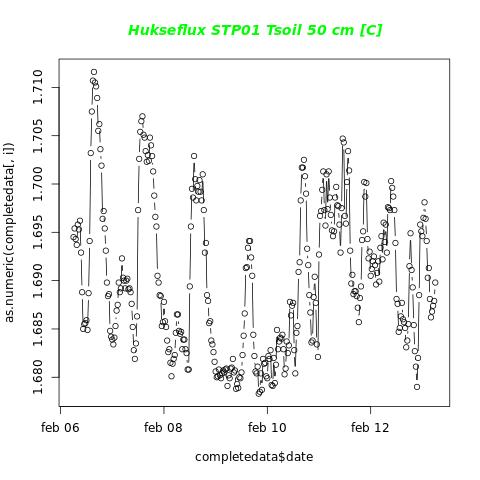 Hukseflux STP01 Tsoil 50 cm [C]
as.numeric(completedata[, i])
1.710
1.705
1.700
1.695
1.690
1.685
1.680
feb 06 feb 08 feb 10 feb 12
completedata$date